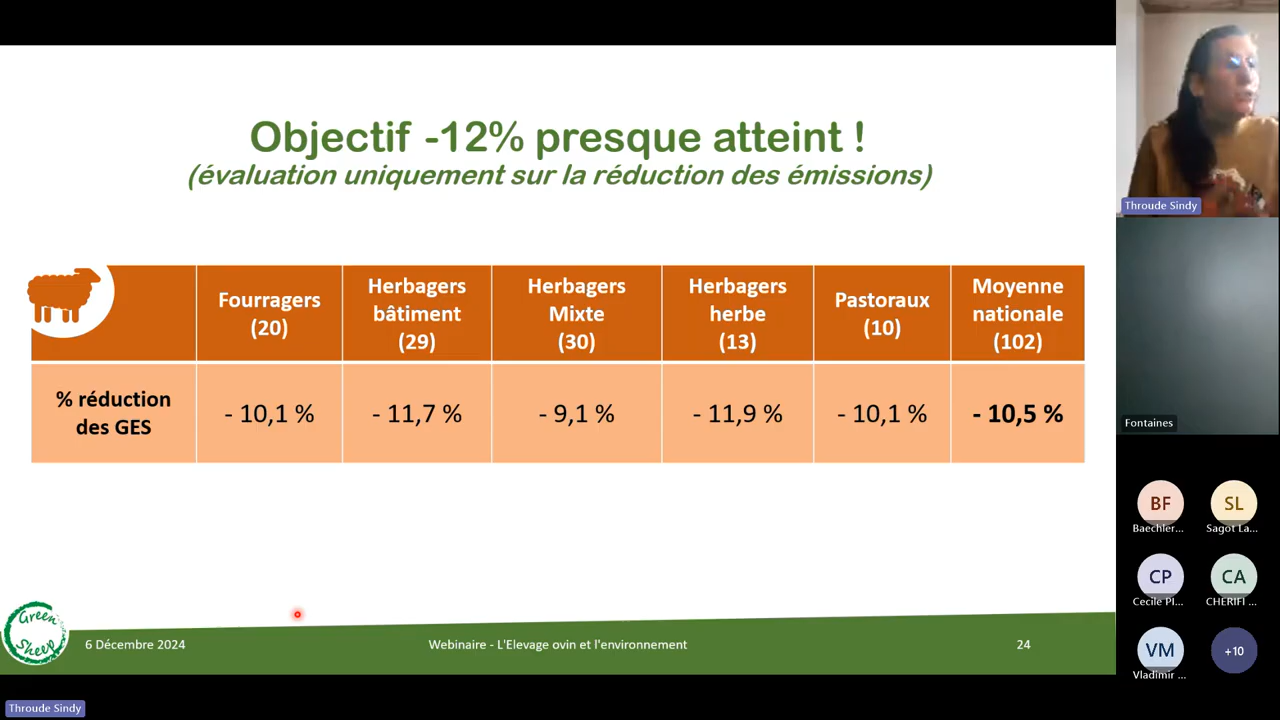 Objectif -12% presque atteint !
(évaluation uniquement sur la réduction des émissions)
Fourragers
(20)
Herbagers
bâtiment
(29)
Herbagers
Mixte
(30)
Herbagers
herbe
(13)
Pastoraux
(10)
Moyenne
nationale
(102)
% réduction
des GES
- 10,1 %
- 11,7 %
- 9,1 %
- 11,9 %
- 10,1 %
- 10,5 %
Green
Sheep
6 Décembre 2024
Webinaire - L'Elevage ovin et l'environnement
24
Throude Sindy
Throude Sindy
Fontaines
BF
Baechler...
SL
Sagot La...
CP
Cecile Pl...
CA
CHERIFI ...
VM
Vladimir ...
+10